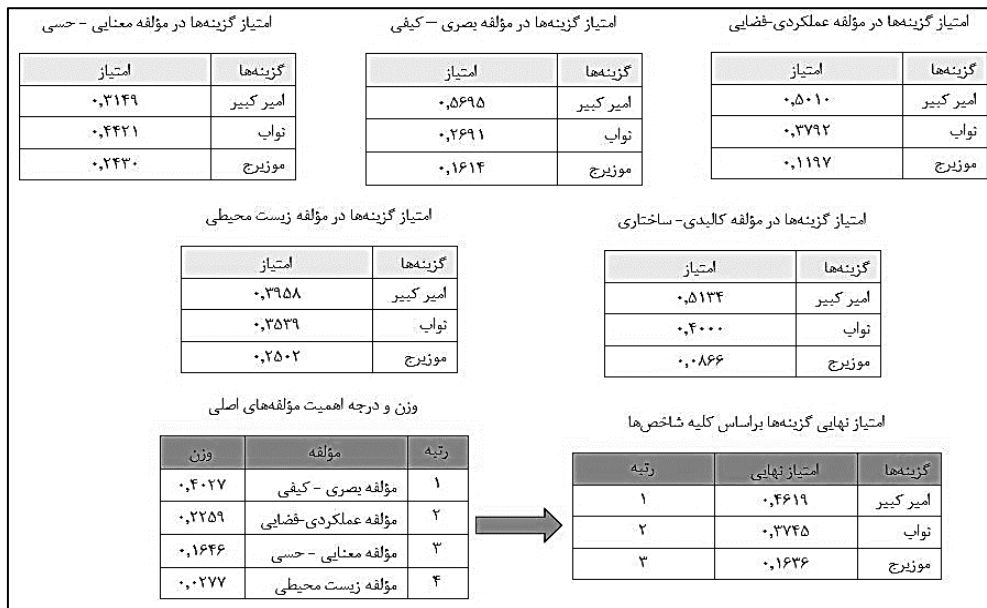 امتیاز گزینه‌ها در مؤلفه عملکردی-فضایی
گزینه‌ها امتیاز
امیر کبیر ۰,۵۰۱۰
نواب ۰,۳۷۹۲
موزیرج ۰,۱۱۹۷
امتیاز گزینه‌ها در مؤلفه بصری – کیفی
گزینه‌ها امتیاز
امیر کبیر ۰,۵۶۹۵
نواب ۰,۲۶۹۱
موزیرج ۰,۱۶۱۴
امتیاز گزینه‌ها در مؤلفه معنایی - حسی
گزینه‌ها امتیاز
امیر کبیر ۰,۳۱۴۹
نواب ۰,۴۴۲۱
موزیرج ۰,۲۴۳۰
امتیاز گزینه‌ها در مؤلفه کالبدی- ساختاری
گزینه‌ها امتیاز
امیر کبیر ۰,۵۱۳۴
نواب ۰,۴۰۰۰
موزیرج ۰,۰۸۶۶
امتیاز گزینه‌ها در مؤلفه زیست محیطی
گزینه‌ها امتیاز
امیر کبیر ۰,۳۹۵۸
نواب ۰,۳۵۳۹
موزیرج ۰,۲۵۰۲
وزن و درجه اهمیت مؤلفه‌های اصلی
رتبه مؤلفه وزن
۱ مؤلفه بصری - کیفی ۰,۴۰۲۷
۲ مؤلفه عملکردی-فضایی ۰,۲۲۵۹
۳ مؤلفه معنایی - حسی ۰,۱۶۴۶
۴ مؤلفه زیست محیطی ۰,۰۲۷۷
امتیاز نهایی گزینه‌ها براساس کلیه شاخص‌ها
گزینه‌ها امتیاز نهایی رتبه
امیر کبیر ۰,۴۶۱۹ ۱
نواب ۰,۳۷۴۵ ۲
موزیرج ۰,۱۶۳۶ ۳